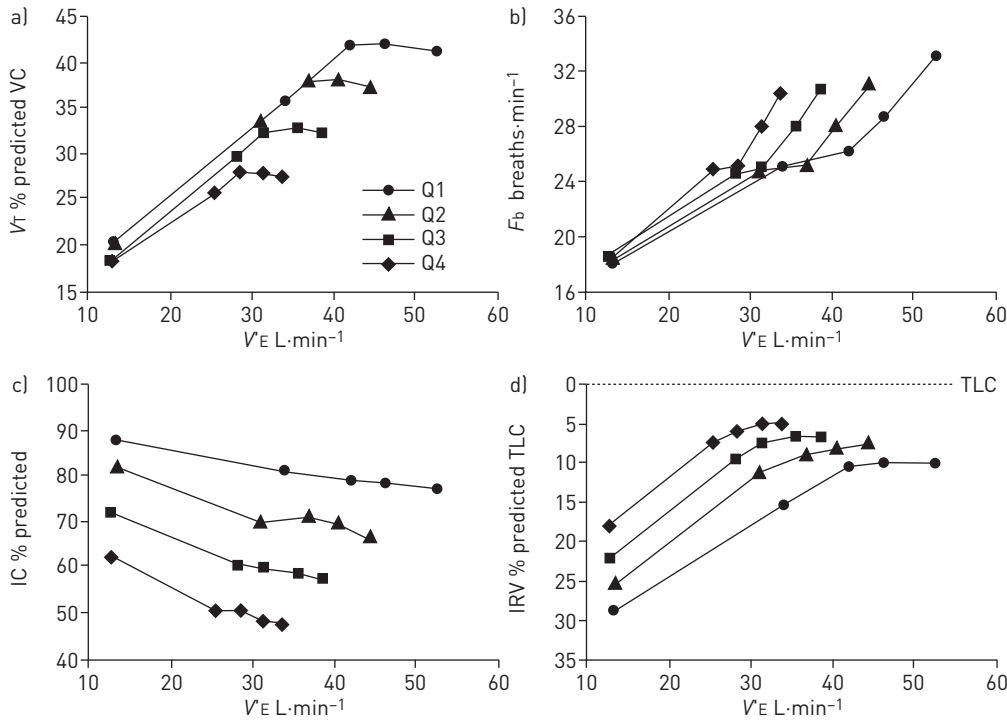 a)
45
40
35
30
25
20
15
VT % predicted VC
Q1
Q2
Q3
Q4
10 20 30 40 50 60
V'E L·min–1
b)
36
32
28
24
20
16
Fb breaths·min–1
10 20 30 40 50 60
V'E L·min–1
c)
100
90
80
70
60
50
40
IC % predicted
10 20 30 40 50 60
V'E L·min–1
d)
0
5
10
15
20
25
30
35
IRV % predicted TLC
TLC
10 20 30 40 50 60
V'E L·min–1